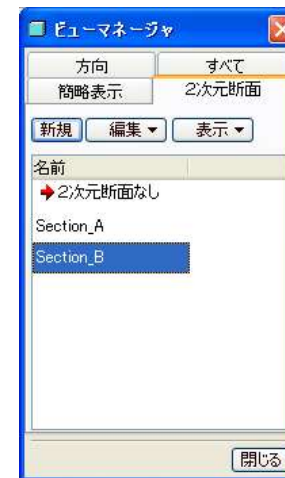 ビューマネージャ
方向 すべて
簡略表示 2次元断面
新規 編集 表示
名前
2次元断面なし
Section_A
Section_B
閉じる